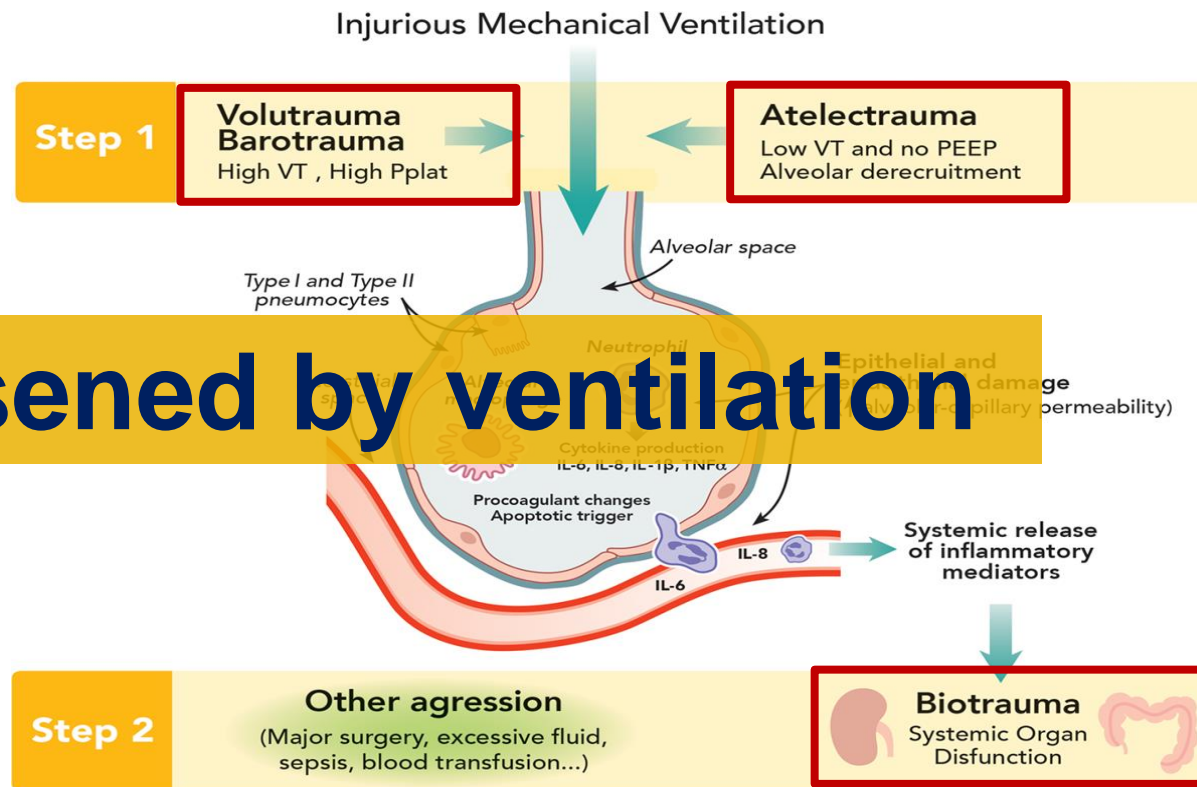 Injurious Mechanical Ventilation
Step 1
Volutrauma
Barotrauma
High VT , High Pplat
Atelectrauma
Low VT and no PEEP
Alveolar derecruitment
Alveolar space
Type I and Type II
pneumocytes
Neutrophil
Epithelial and
damage
permeability)
sened by ventilation
Cytokine production
IL-6, IL-8, IL-1β, TNFα
Procoagulant changes
Apoptotic trigger
IL-8
IL-6
Systemic release
of inflammatory
mediators
Step 2
Other agression
(Major surgery, excessive fluid,
sepsis, blood transfusion...)
Biotrauma
Systemic Organ
Disfunction